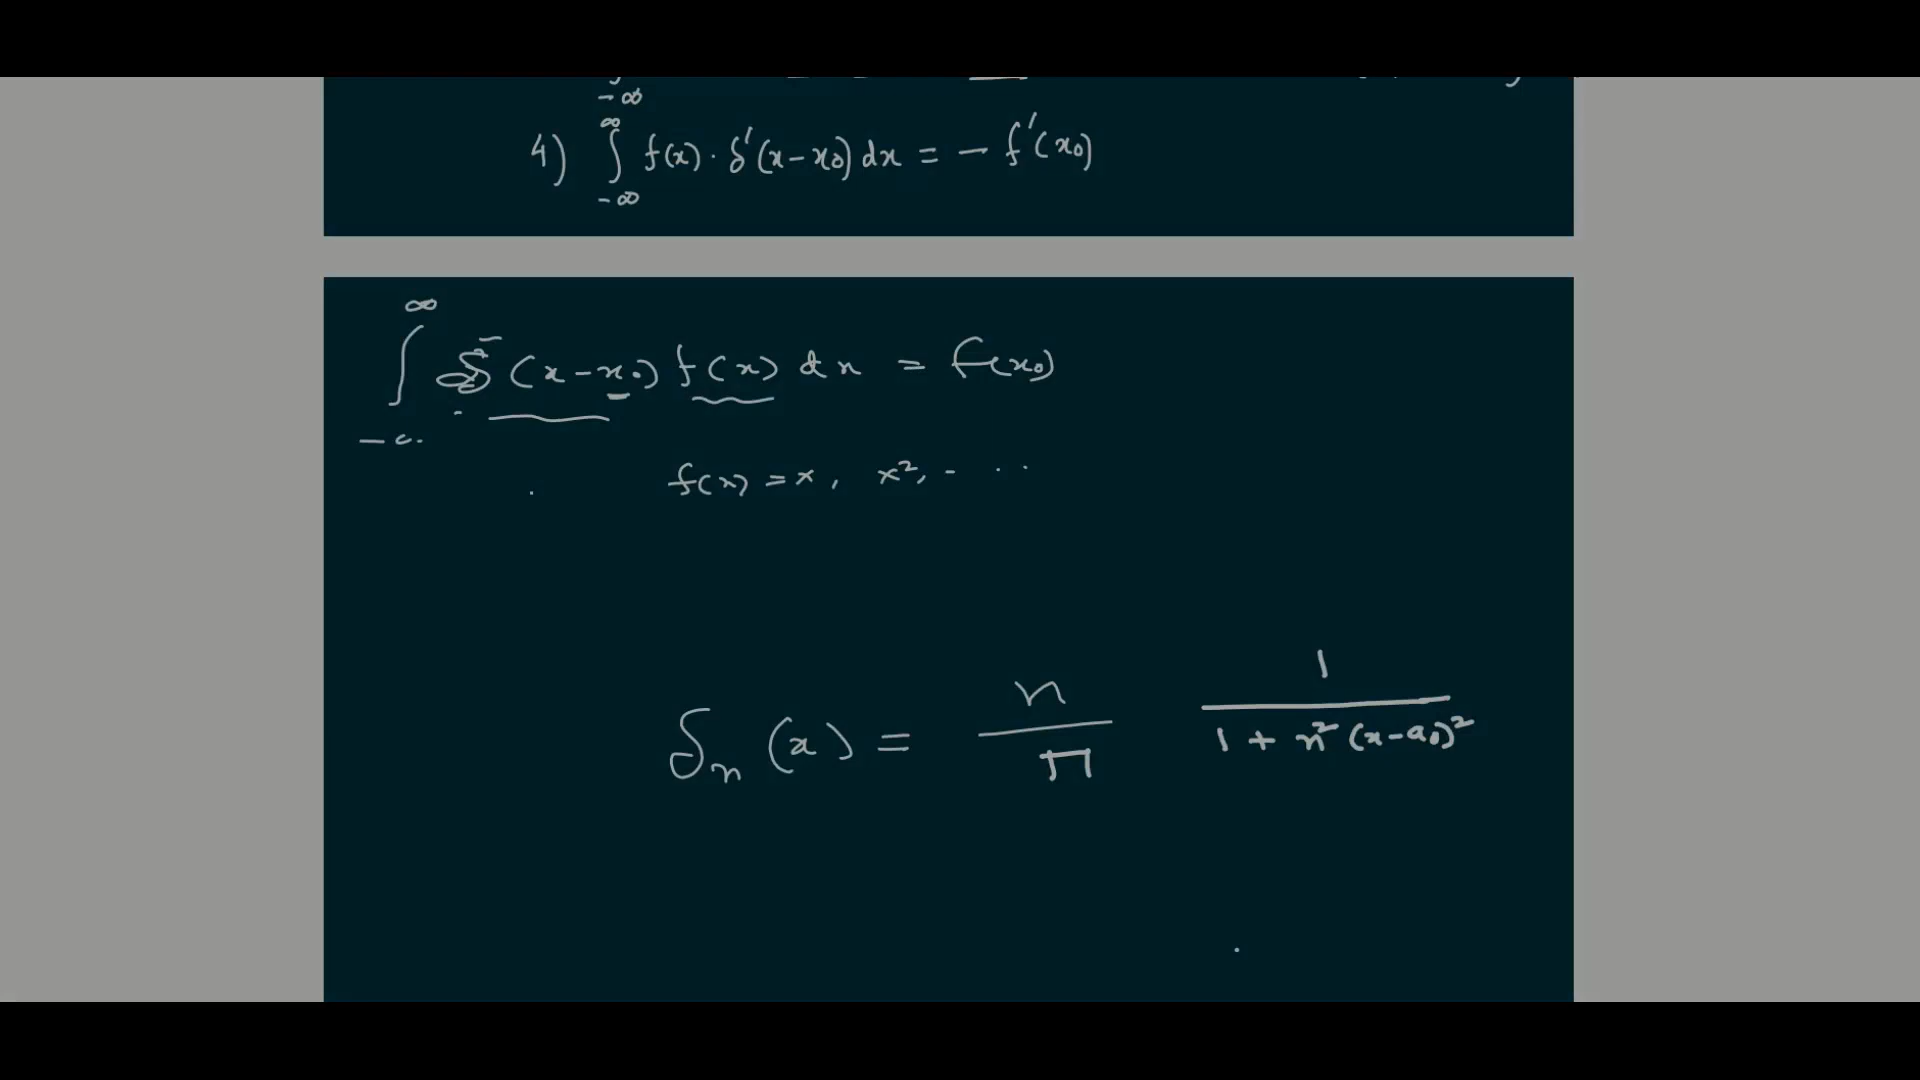 -∞
4) ∫_{-∞}^{∞} f(x) · δ'(x-x₀) dx = - f'(x₀)
∫^{∞} δ(x-x₀) f(x) dx = f(x₀)
f(x) = x, x², - ··
δₙ(x) = n/π 1/(1 + n²(x-a₀)²)